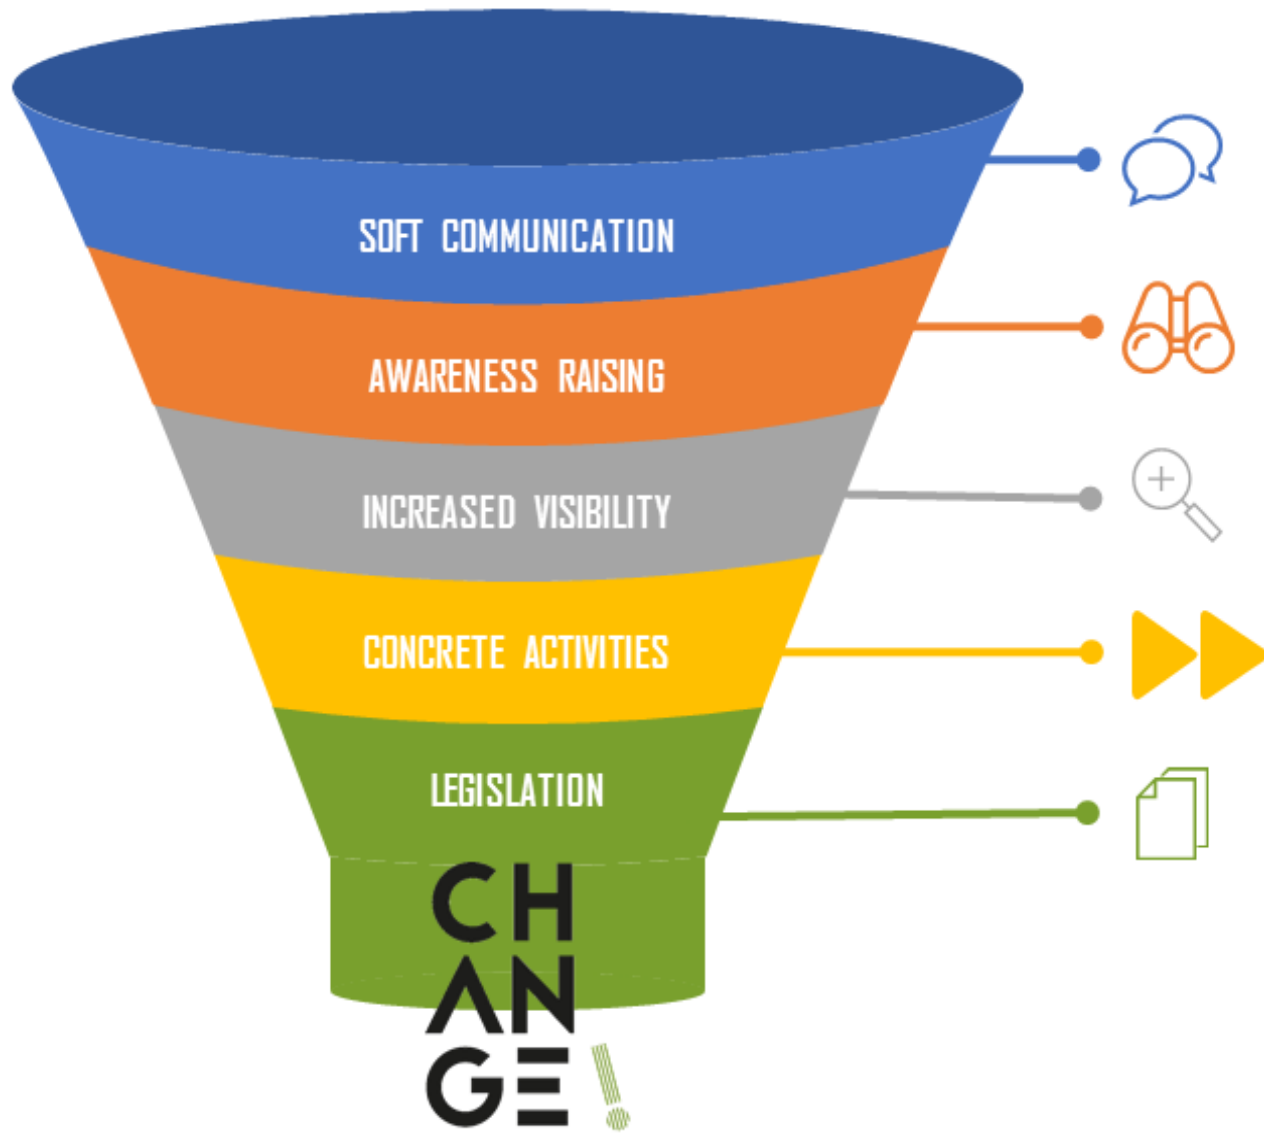 SOFT COMMUNICATION
AWARENESS RAISING
INCREASED VISIBILITY
CONCRETE ACTIVITIES
LEGISLATION
CH
AN
GE!